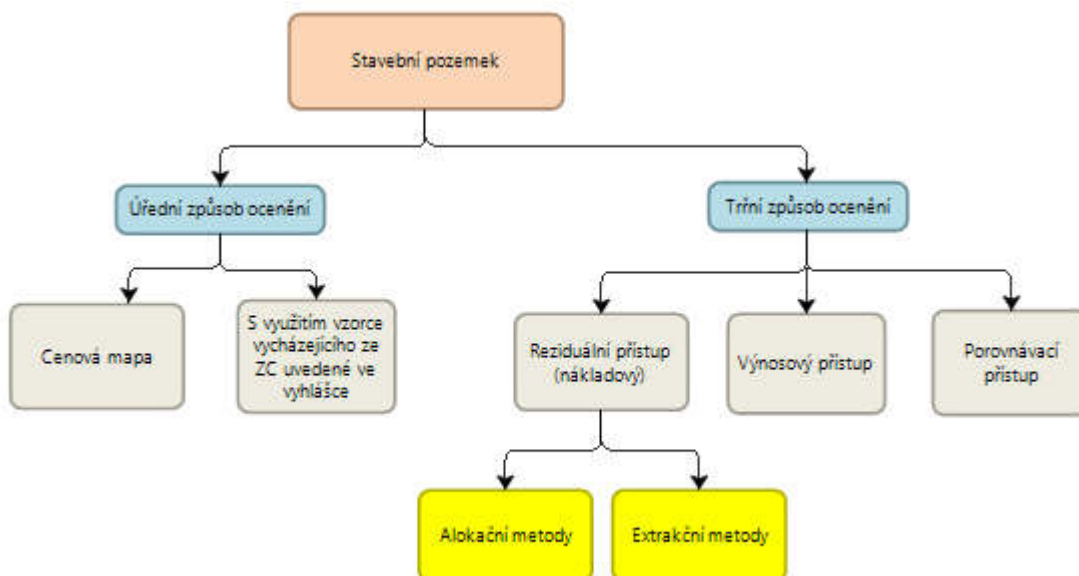 Stavební pozemek
Úřední způsob ocenění
Třní způsob ocenění
Cenová mapa
S využitím vzorce
vycházejícího ze
ZC uvedené ve
vyhlášce
Reziduální přístup
(nákladový)
Výnosový přístup
Porovnávací
přístup
Alokační metody
Extrakční metody